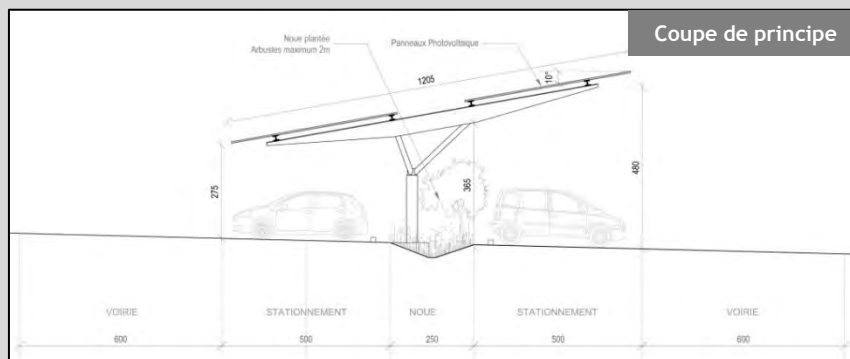 Coupe de principe
Noue plantée
Arbustes maximum 2m
Panneaux Photovoltaïque
1205
10°
275
365
480
VOIRIE
STATIONNEMENT
NOUE
STATIONNEMENT
VOIRIE
600
500
250
500
600